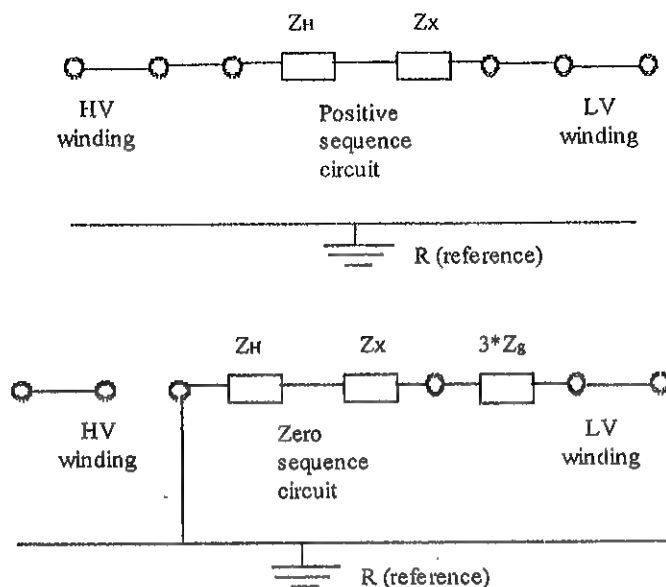 ZH ZX
HV winding
Positive sequence circuit
LV winding
R (reference)
ZH ZX 3*Zg
HV winding
Zero sequence circuit
LV winding
R (reference)